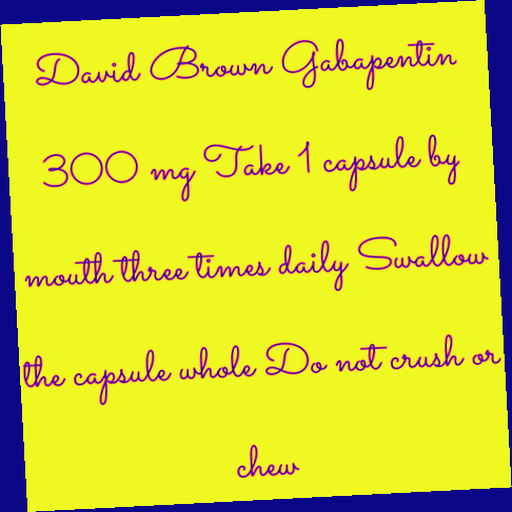 David Brown Gabapentin
300 mg Take 1 capsule by
mouth three times daily Swallow
the capsule whole Do not crush or
chew